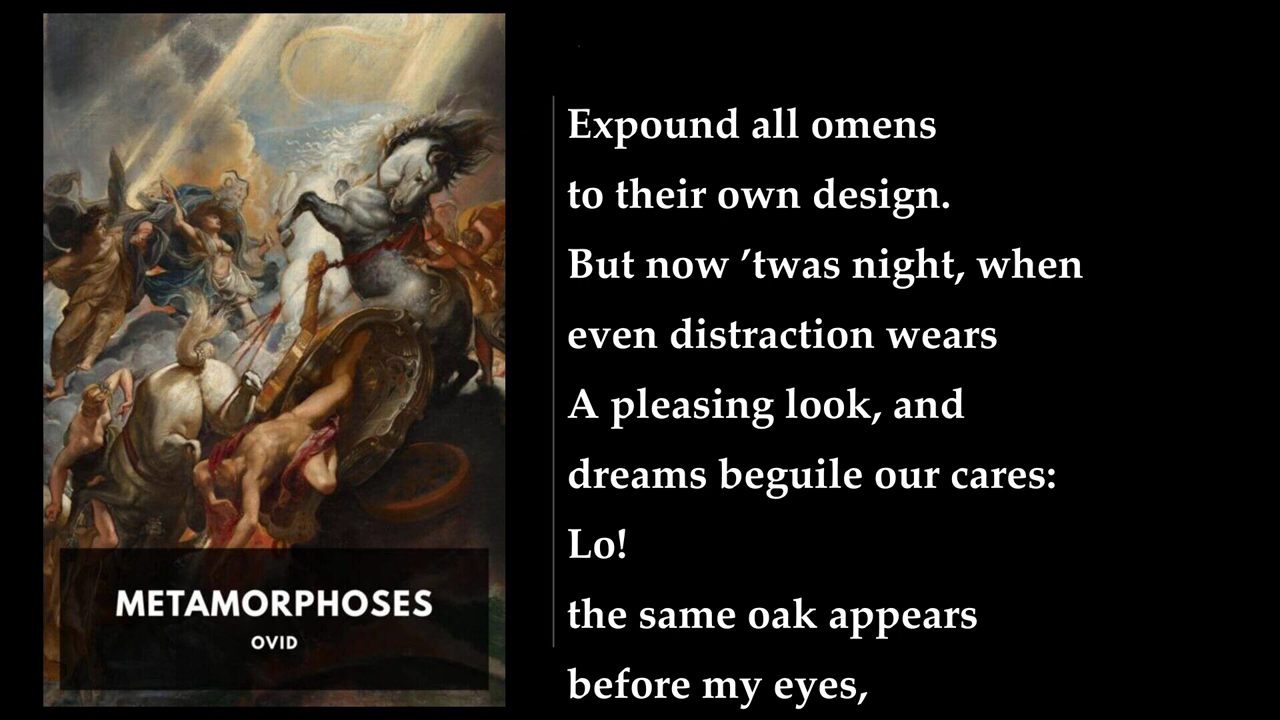 METAMORPHOSES
OVID
Expound all omens
to their own design.
But now ’twas night, when
even distraction wears
A pleasing look, and
dreams beguile our cares:
Lo!
the same oak appears
before my eyes,